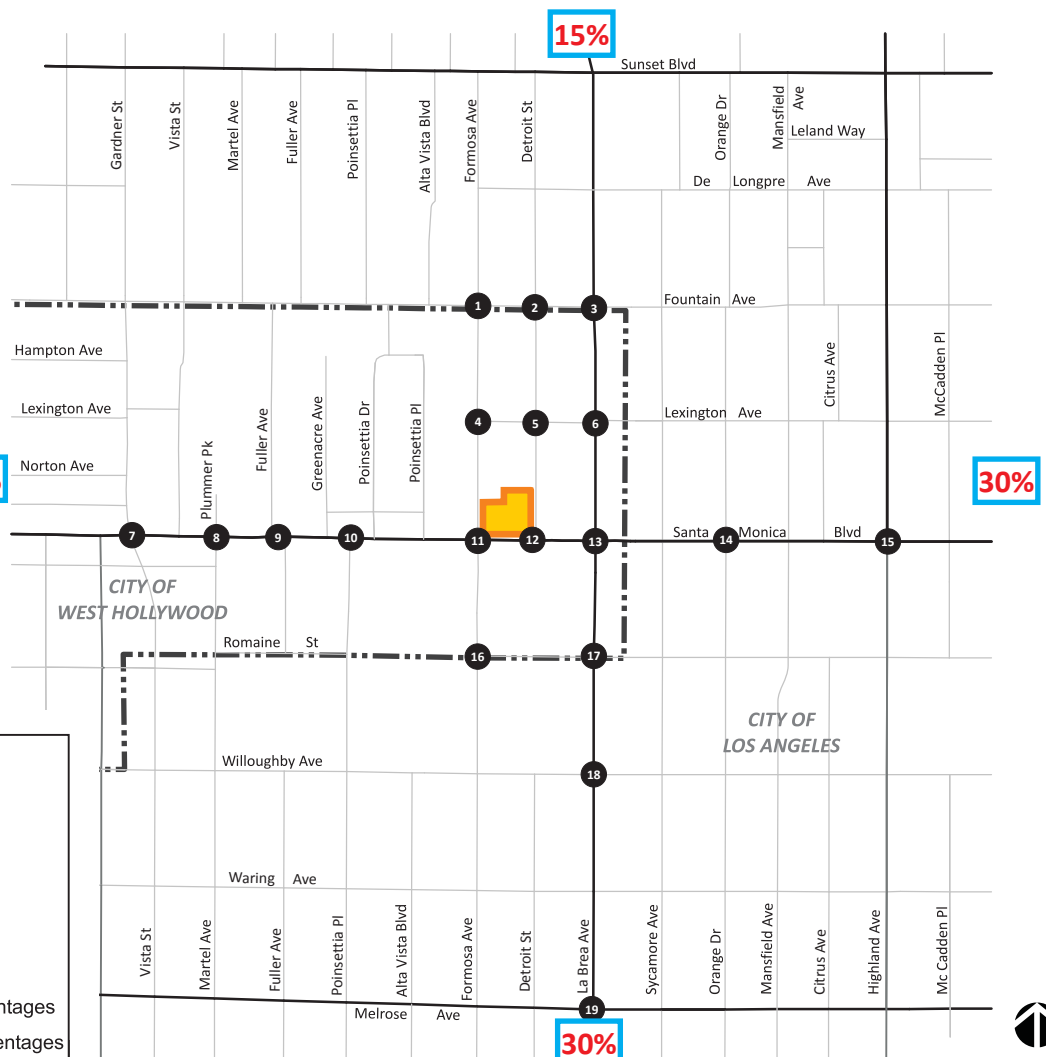 15%
Sunset Blvd
Gardner St
Vista St
Martel Ave
Fuller Ave
Poinsettia Pl
Alta Vista Blvd
Formosa Ave
Detroit St
Orange Dr
Mansfield
Ave
Leland Way
De Longpre Ave
1
2
3
Fountain Ave
Hampton Ave
Lexington Ave
Norton Ave
Plummer Pk
Fuller Ave
Greenacre Ave
Poinsettia Dr
Poinsettia Pl
4
5
6
Lexington Ave
Citrus Ave
McCadden Pl
30%
7
8
9
10
11
12
13
Santa Monica Blvd
14
15
CITY OF
WEST HOLLYWOOD
Romaine St
16
17
CITY OF
LOS ANGELES
Willoughby Ave
18
Waring Ave
Vista St
Martel Ave
Fuller Ave
Poinsettia Pl
Alta Vista Blvd
Formosa Ave
Detroit St
La Brea Ave
Sycamore Ave
Orange Dr
Mansfield Ave
Citrus Ave
Highland Ave
Mc Cadden Pl
Melrose Ave
19
30%
ntages
entages